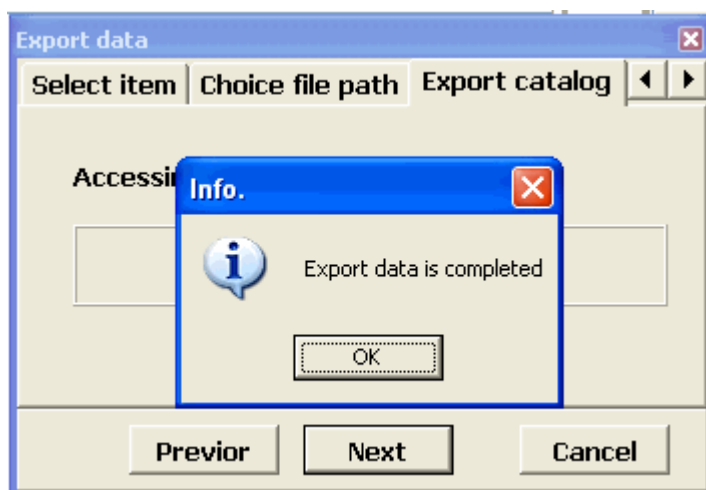 Export data
Select item Choice file path Export catalog
Info.
Export data is completed
OK
Previor Next Cancel